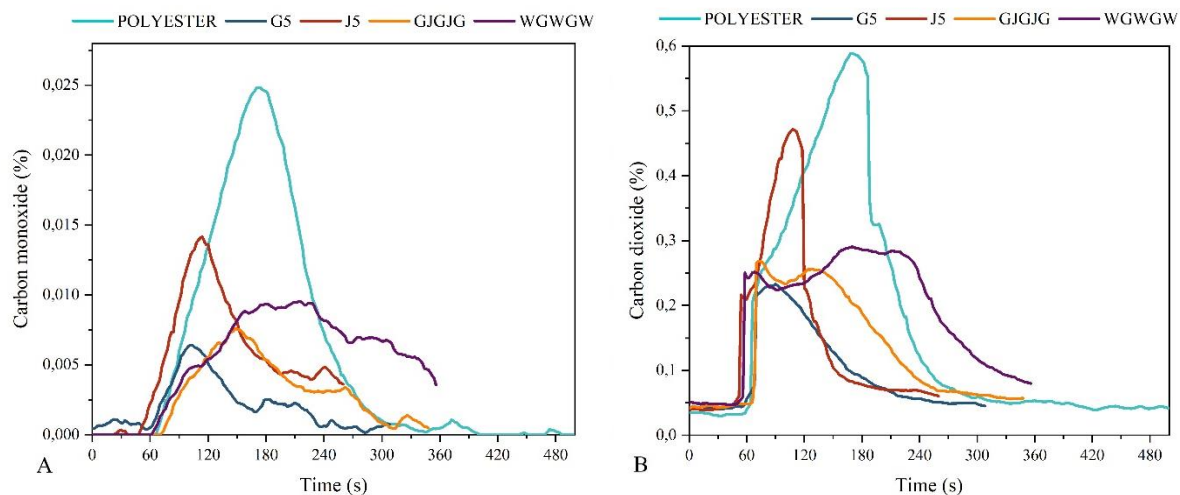 POLYESTER G5 J5 GJGJG WGWGW
0,025
0,020
0,015
0,010
0,005
0,000
Carbon monoxide (%)
0 60 120 180 240 300 360 420 480
Time (s)
A
POLYESTER G5 J5 GJGJG WGWGW
0,6
0,5
0,4
0,3
0,2
0,1
0,0
Carbon dioxide (%)
0 60 120 180 240 300 360 420 480
Time (s)
B